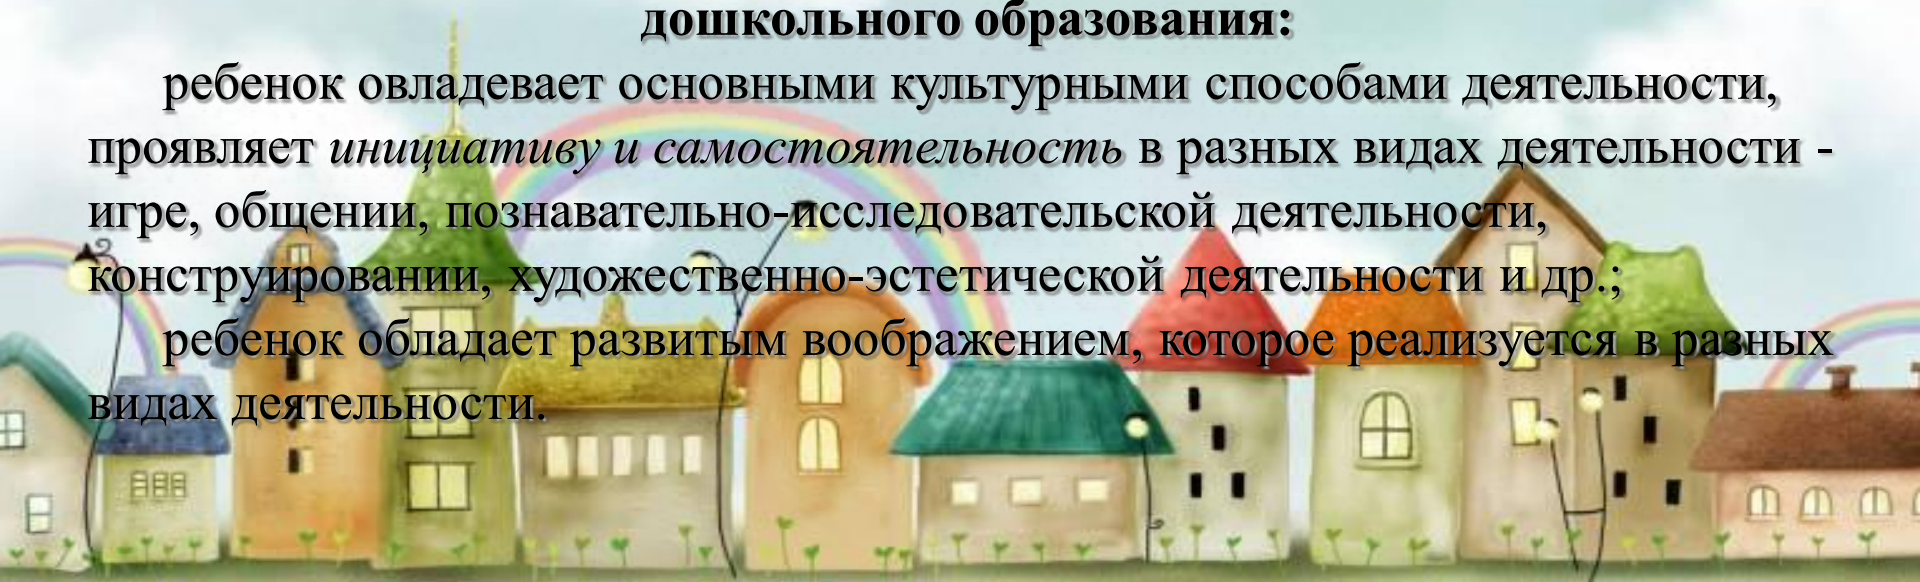 дошкольного образования:
ребенок овладевает основными культурными способами деятельности,
проявляет инициативу и самостоятельность в разных видах деятельности -
игре, общении, познавательно-исследовательской деятельности,
конструировании, художественно-эстетической деятельности и др.;
ребенок обладает развитым воображением, которое реализуется в разных
видах деятельности.